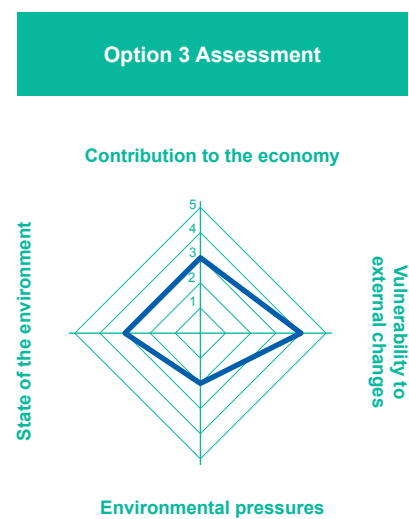 Option 3 Assessment
Contribution to the economy
5
4
3
2
1
State of the environment
Vulnerability to
external changes
Environmental pressures